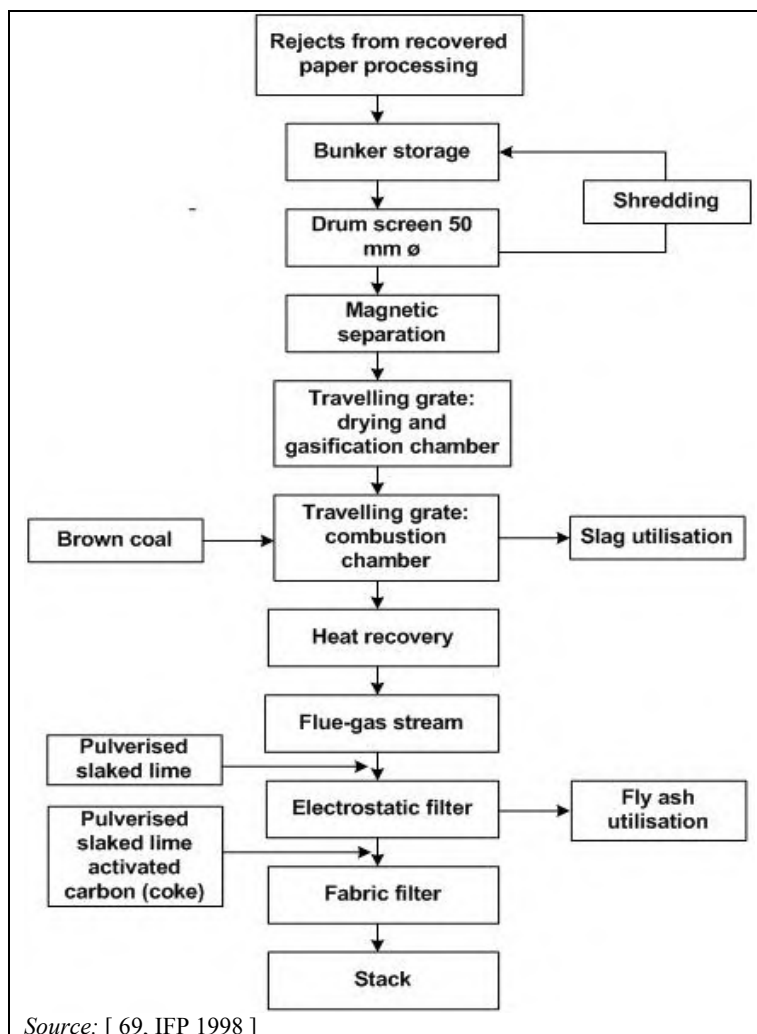 Rejects from recovered
paper processing
Bunker storage
Shredding
Drum screen 50
mm ø
Magnetic
separation
Travelling grate:
drying and
gasification chamber
Brown coal
Travelling grate:
combustion
chamber
Slag utilisation
Heat recovery
Flue-gas stream
Pulverised
slaked lime
Electrostatic filter
Fly ash
utilisation
Pulverised
slaked lime
activated
carbon (coke)
Fabric filter
Stack
Source: [ 69, IFP 1998 ]